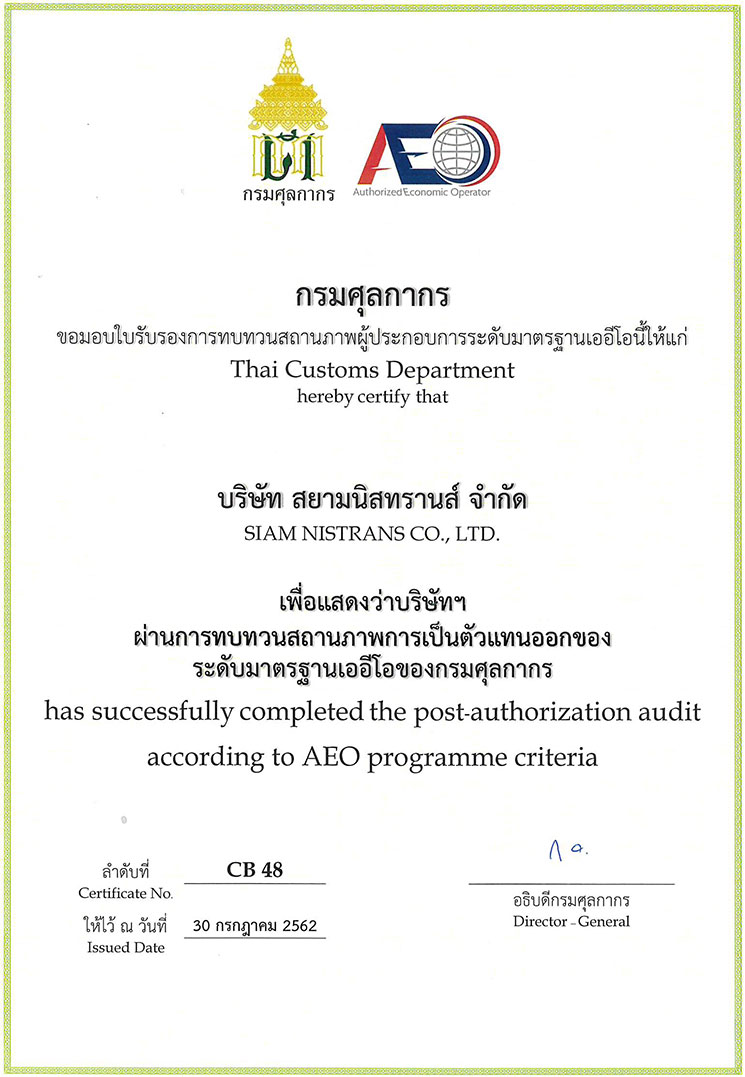 กรมศุลกากร
AEO
Authorized Economic Operator
กรมศุลกากร
ขอมอบใบรับรองการทบทวนสถานภาพผู้ประกอบการระดับมาตรฐานเออีโอนี้ให้แก่
Thai Customs Department
hereby certify that
บริษัท สยามนิสทรานส์ จำกัด
SIAM NISTRANS CO., LTD.
เพื่อแสดงว่าบริษัทฯ
ผ่านการทบทวนสถานภาพการเป็นตัวแทนออกของ
ระดับมาตรฐานเออีโอของกรมศุลกากร
has successfully completed the post-authorization audit
according to AEO programme criteria
ลำดับที่ CB 48
Certificate No.
ให้ไว้ ณ วันที่ 30 กรกฎาคม 2562
Issued Date
อธิบดีกรมศุลกากร
Director - General